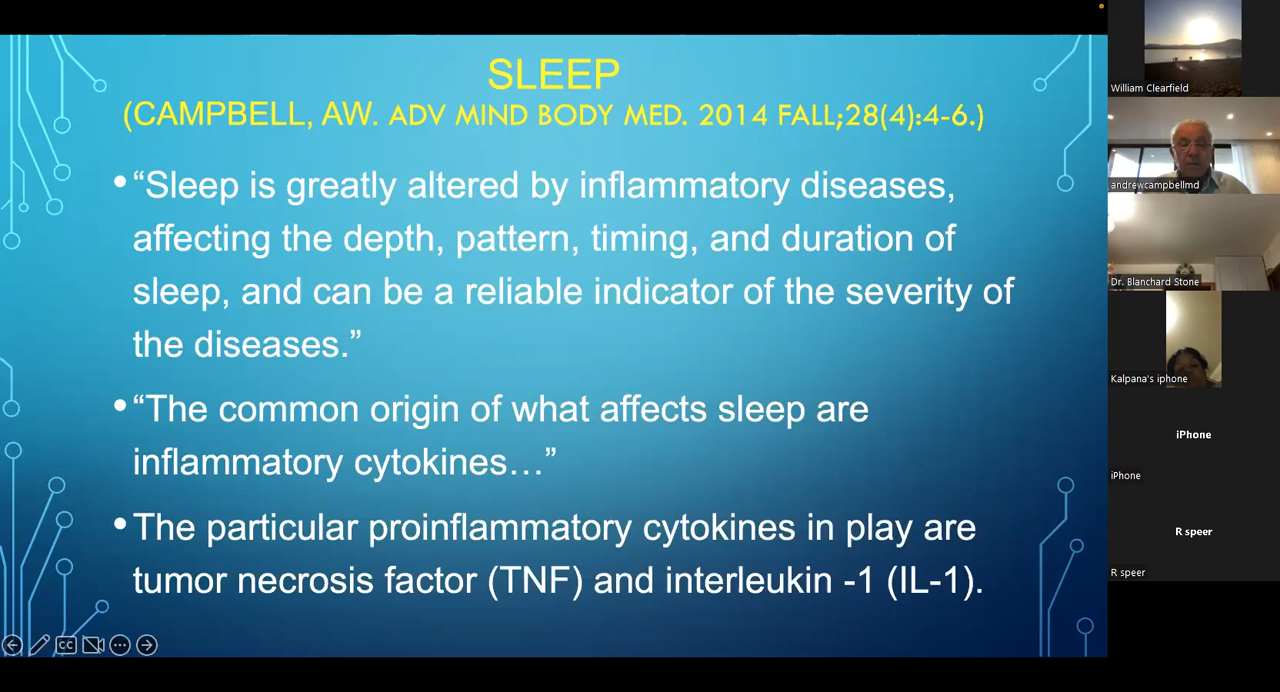 SLEEP
(CAMPBELL, AW. ADV MIND BODY MED. 2014 FALL;28(4):4-6.)
•“Sleep is greatly altered by inflammatory diseases,
affecting the depth, pattern, timing, and duration of
sleep, and can be a reliable indicator of the severity of
the diseases.”
•“The common origin of what affects sleep are
inflammatory cytokines…”
•The particular proinflammatory cytokines in play are
tumor necrosis factor (TNF) and interleukin -1 (IL-1).
CC
William Clearfield
andrewcampbellmd
Dr. Blanchard Stone
Kalpana's iphone
iPhone
iPhone
R speer
R speer